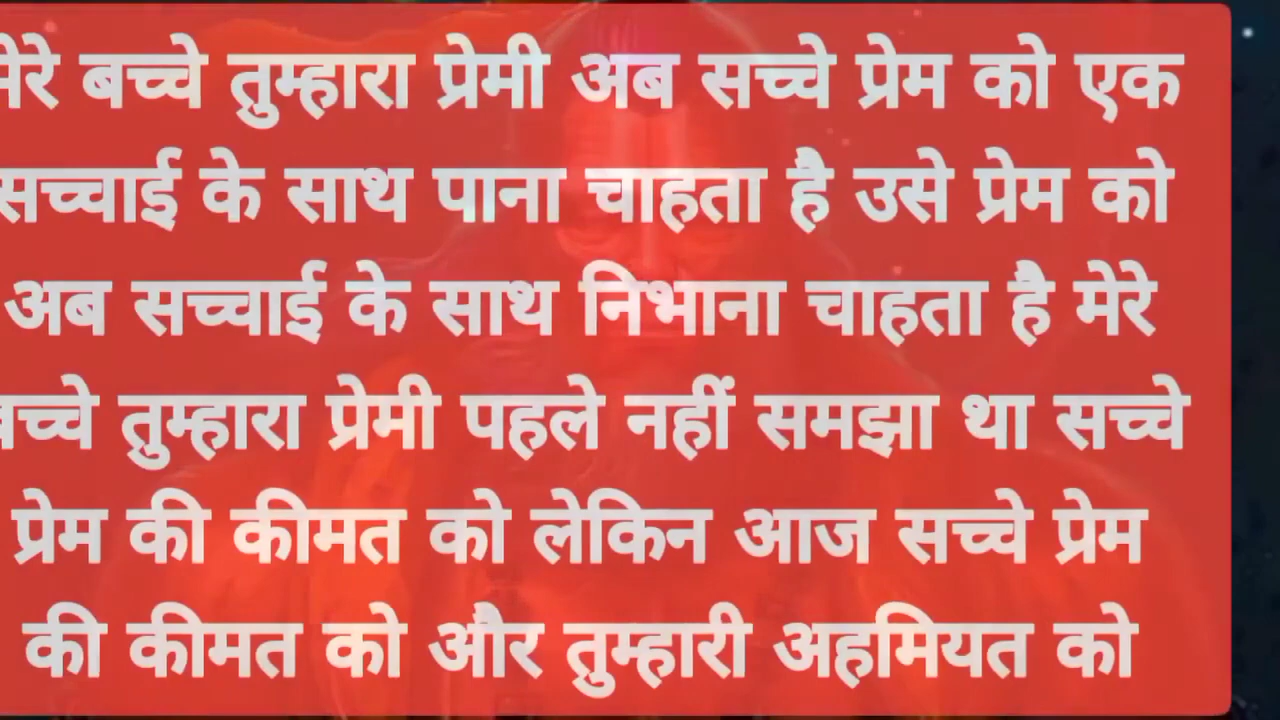 मेरे बच्चे तुम्हारा प्रेमी अब सच्चे प्रेम को एक
सच्चाई के साथ पाना चाहता है उसे प्रेम को
अब सच्चाई के साथ निभाना चाहता है मेरे
बच्चे तुम्हारा प्रेमी पहले नहीं समझा था सच्चे
प्रेम की कीमत को लेकिन आज सच्चे प्रेम
की कीमत को और तुम्हारी अहमियत को